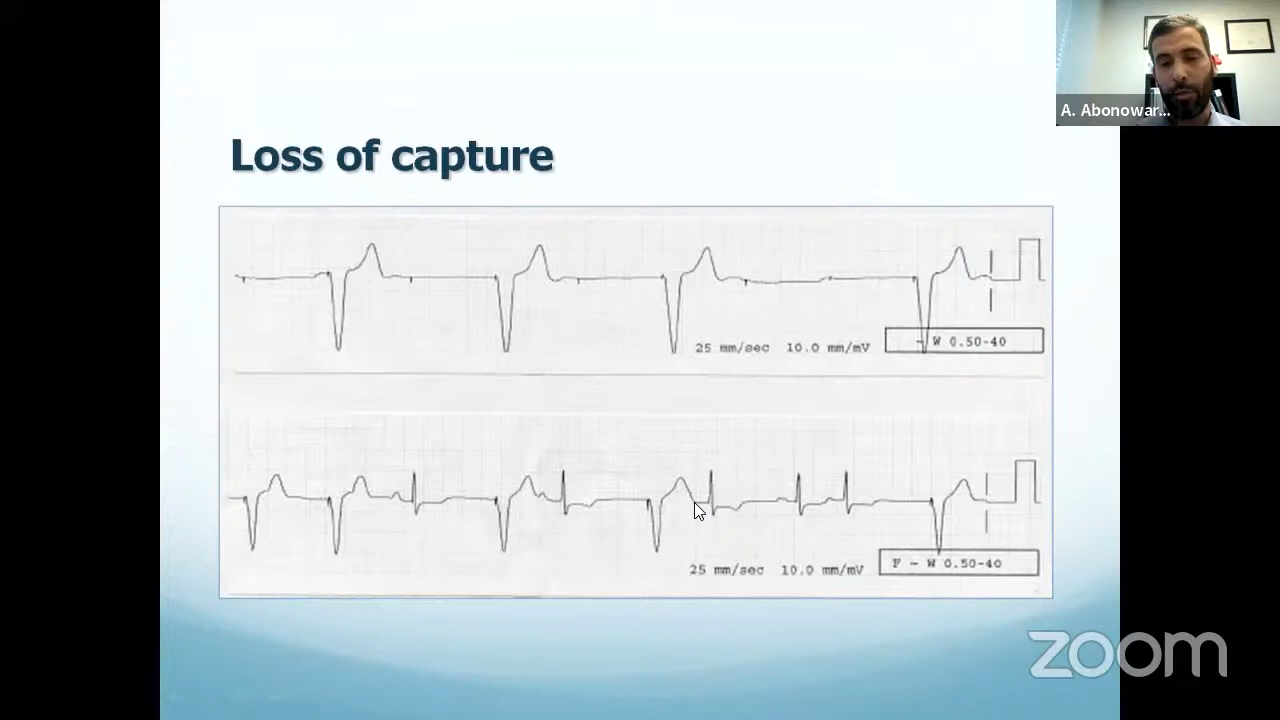 A. Abonowar...
Loss of capture
25 mm/sec 10.0 mm/mV
~ W 0.50-40
25 mm/sec 10.0 mm/mV
F ~ W 0.50-40
zoom